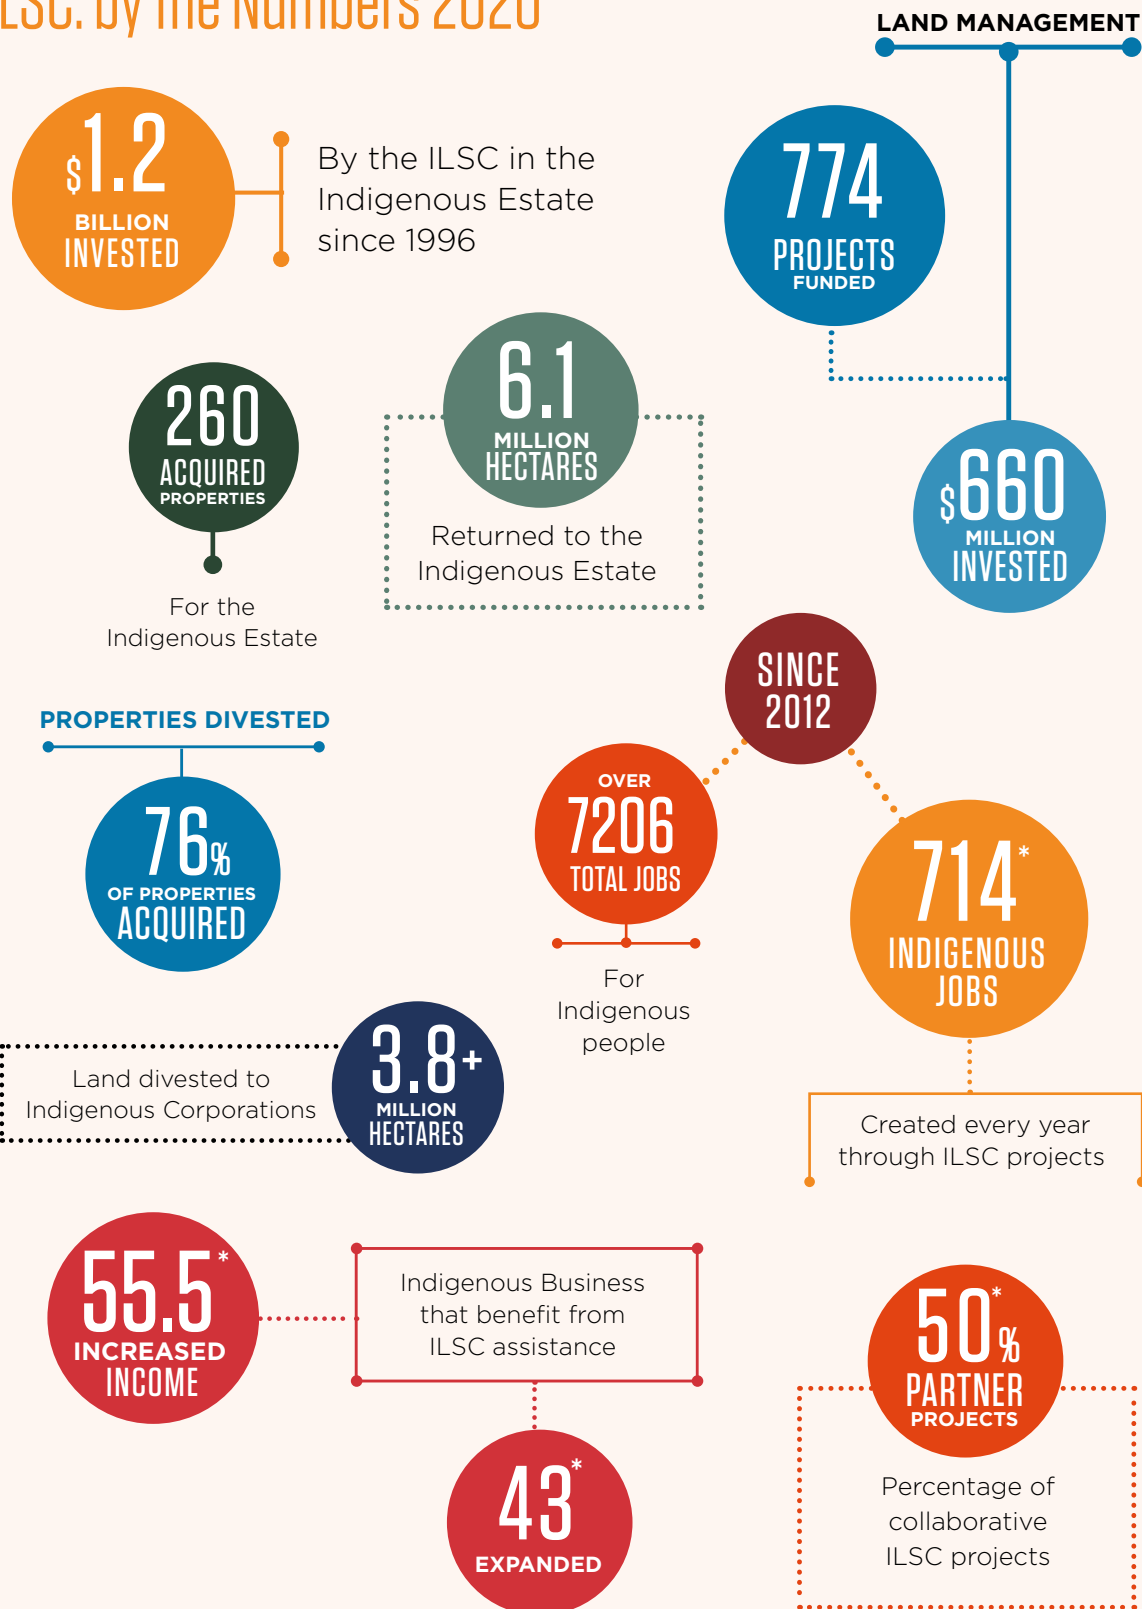 LSC: by the Numbers 2020
LAND MANAGEMENT
$1.2
BILLION
INVESTED
By the ILSC in the
Indigenous Estate
since 1996
774
PROJECTS
FUNDED
260
ACQUIRED
PROPERTIES
For the
Indigenous Estate
6.1
MILLION
HECTARES
Returned to the
Indigenous Estate
$660
MILLION
INVESTED
PROPERTIES DIVESTED
76%
OF PROPERTIES
ACQUIRED
SINCE
2012
OVER
7206
TOTAL JOBS
For
Indigenous
people
714*
INDIGENOUS
JOBS
Created every year
through ILSC projects
Land divested to
Indigenous Corporations
3.8+
MILLION
HECTARES
55.5*
INCREASED
INCOME
Indigenous Business
that benefit from
ILSC assistance
43*
EXPANDED
50*%
PARTNER
PROJECTS
Percentage of
collaborative
ILSC projects